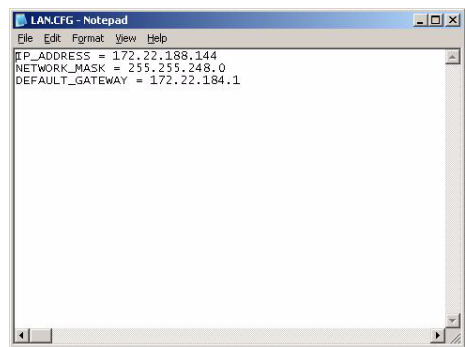 LAN.CFG - Notepad
File Edit Format View Help
IP_ADDRESS = 172.22.188.144
NETWORK_MASK = 255.255.248.0
DEFAULT_GATEWAY = 172.22.184.1